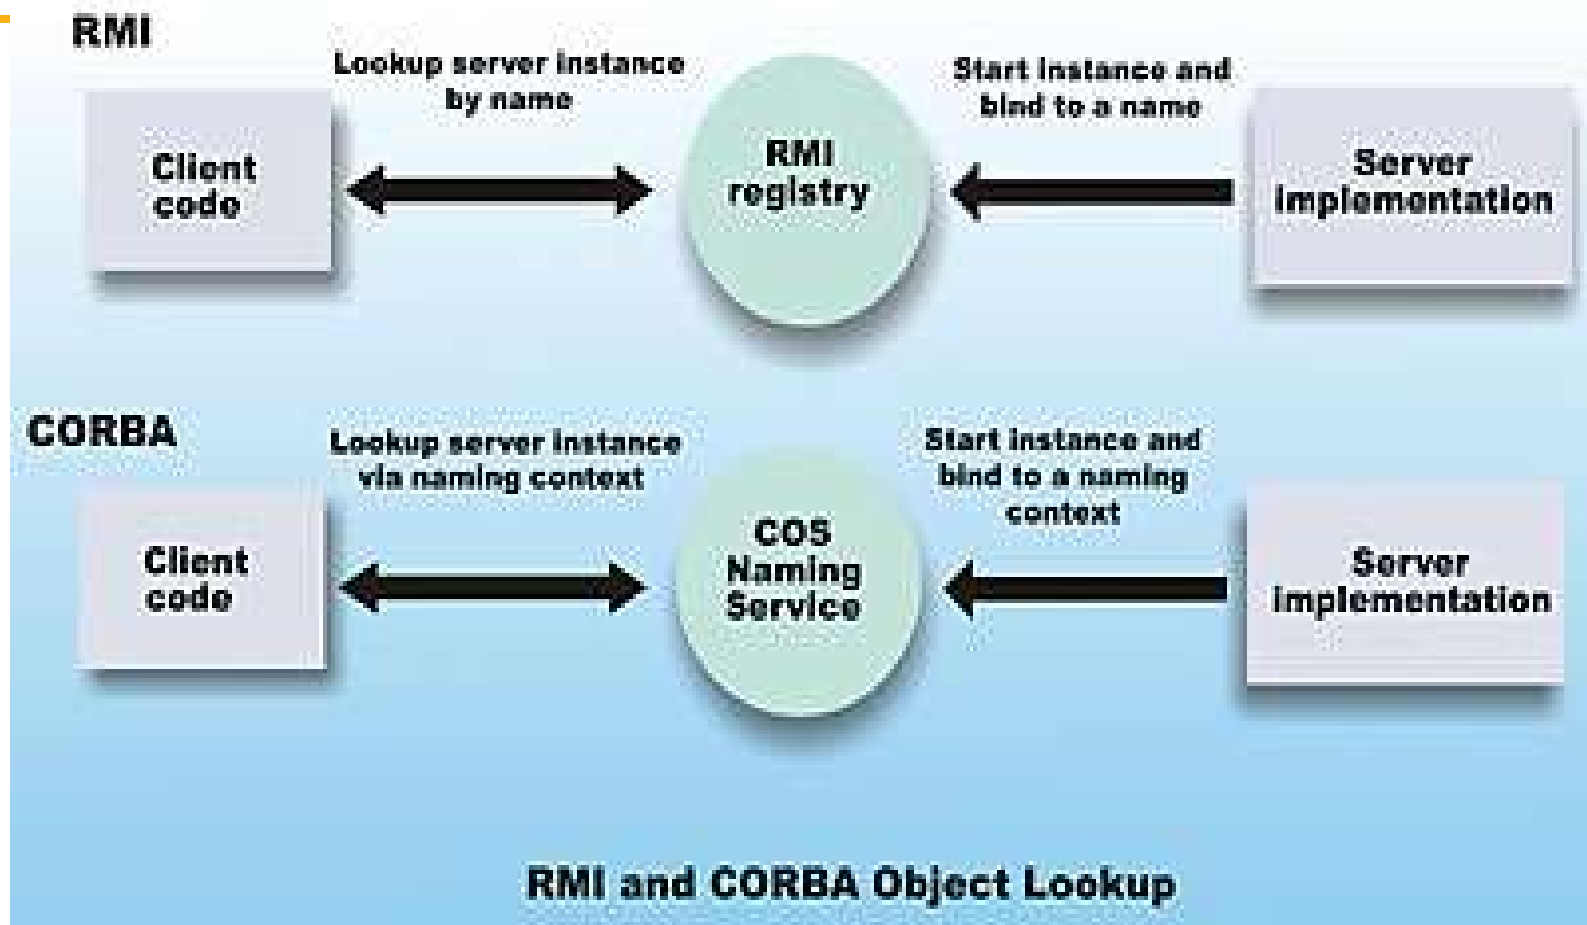 RMI
Lookup server instance
by name
Start instance and
bind to a name
Client
code
RMI
registry
Server
implementation
CORBA
Lookup server instance
via naming context
Start instance and
bind to a naming
context
Client
code
COS
Naming
Service
Server
implementation
RMI and CORBA Object Lookup